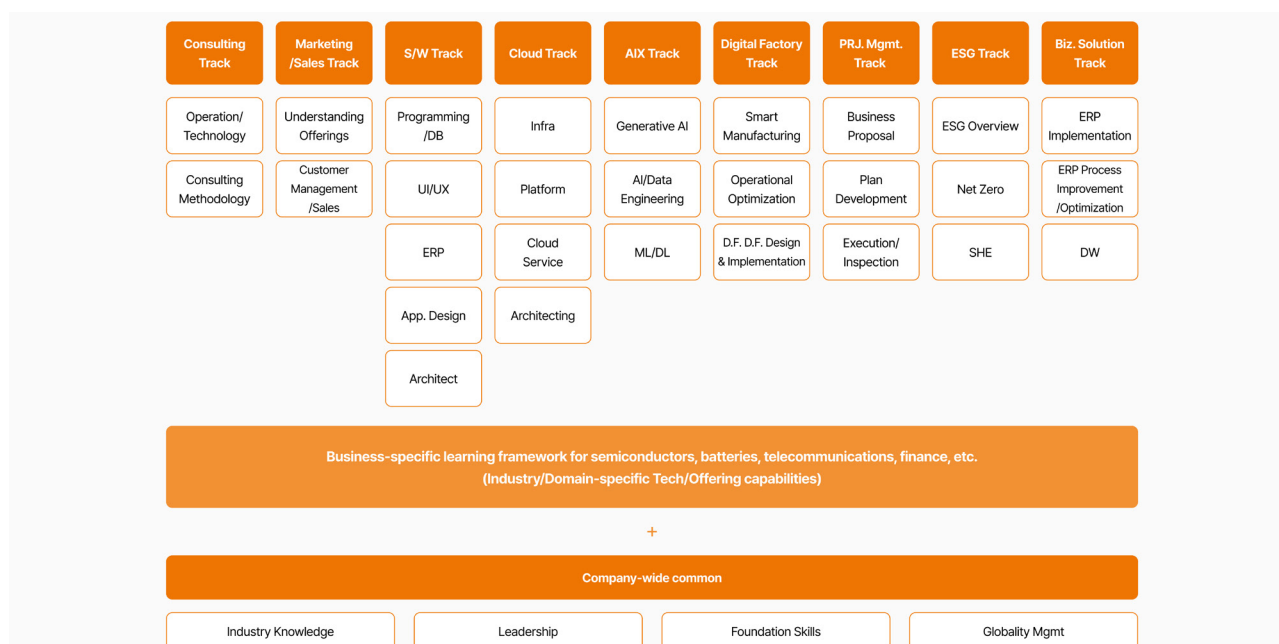 Consulting
Track
Marketing
/Sales Track
S/W Track
Cloud Track
AIX Track
Digital Factory
Track
PRJ. Mgmt.
Track
ESG Track
Biz. Solution
Track
Operation/
Technology
Understanding
Offerings
Programming
/DB
Infra
Generative AI
Smart
Manufacturing
Business
Proposal
ESG Overview
ERP
Implementation
Consulting
Methodology
Customer
Management
/Sales
UI/UX
Platform
AI/Data
Engineering
Operational
Optimization
Plan
Development
Net Zero
ERP Process
Improvement
/Optimization
ERP
Cloud
Service
ML/DL
D.F. D.F. Design
& Implementation
Execution/
Inspection
SHE
DW
App. Design
Architecting
Architect
Business-specific learning framework for semiconductors, batteries, telecommunications, finance, etc.
(Industry/Domain-specific Tech/Offering capabilities)
+
Company-wide common
Industry Knowledge
Leadership
Foundation Skills
Globality Mgmt